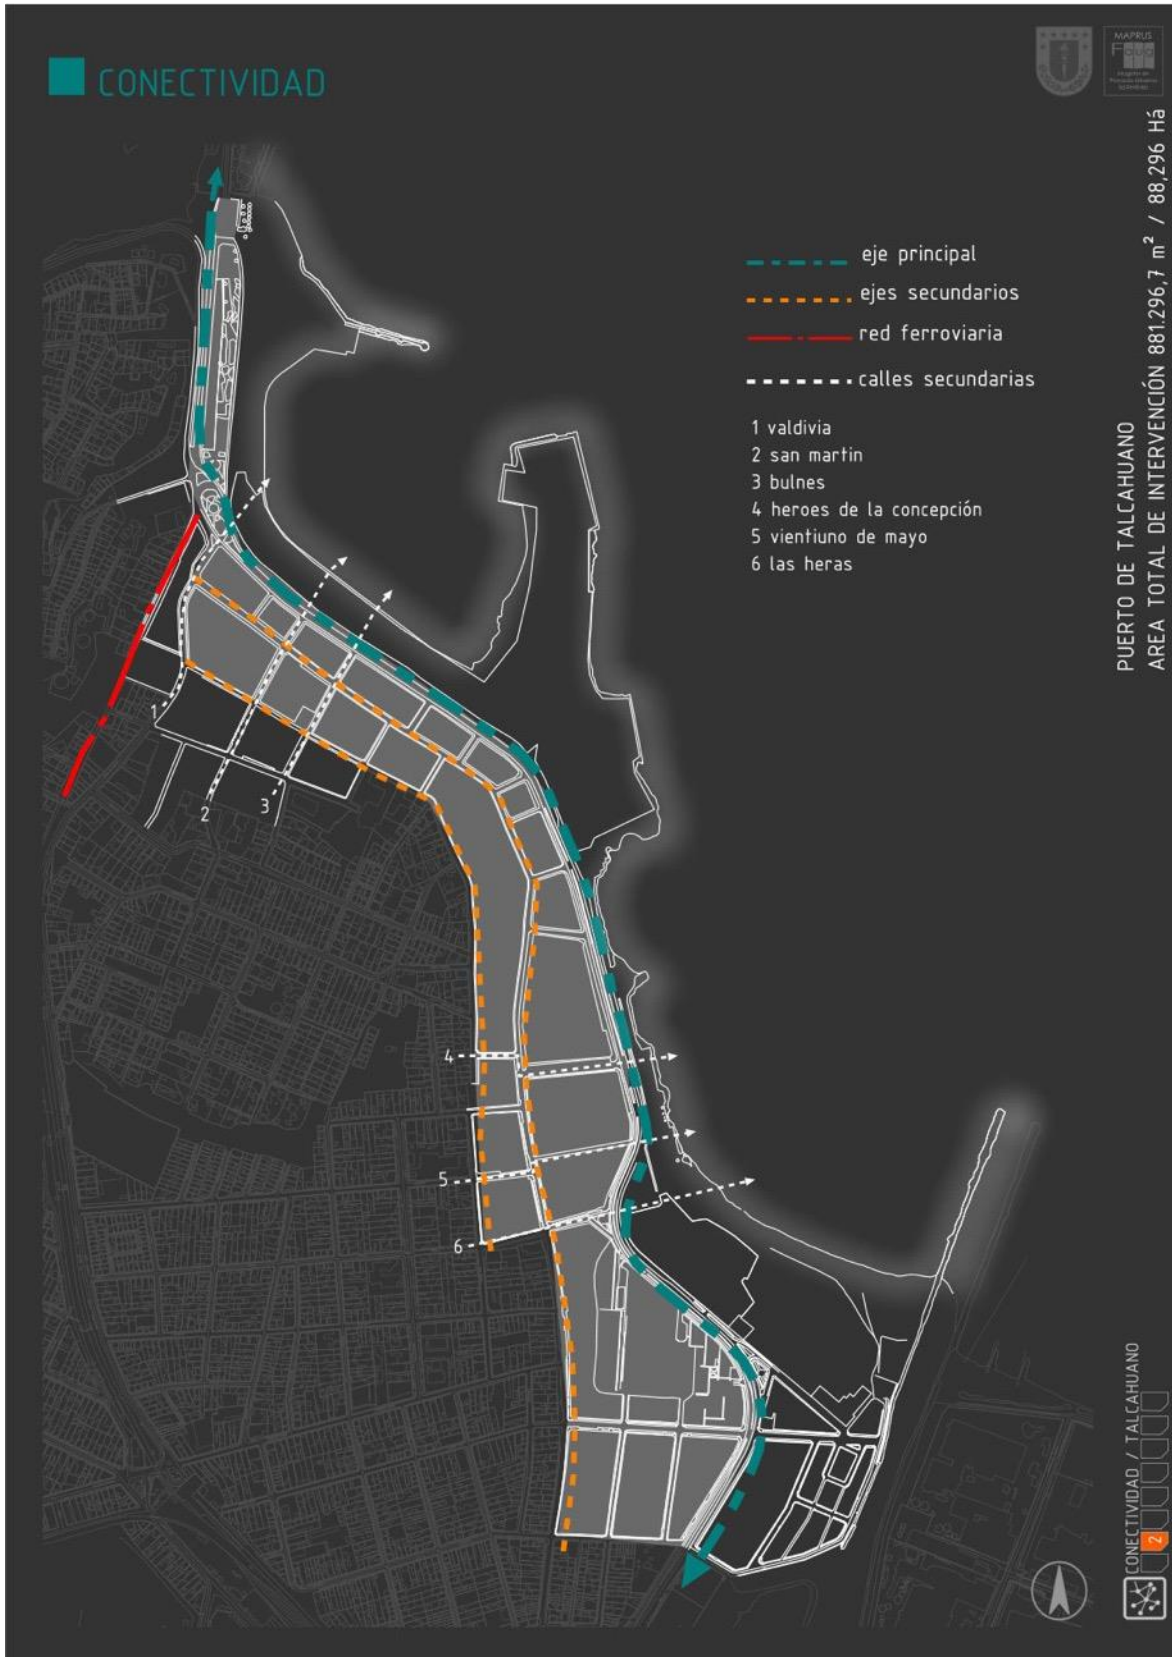 CONECTIVIDAD
MAPRUS
eje principal
ejes secundarios
red ferroviaria
calles secundarias
1 valdivia
2 san martin
3 bulnes
4 heroes de la concepción
5 vientiuno de mayo
6 las heras
1
2
3
4
5
6
PUERTO DE TALCAHUANO
AREA TOTAL DE INTERVENCIÓN 881.296,7 m² / 88,296 Há
CONECTIVIDAD / TALCAHUANO
2